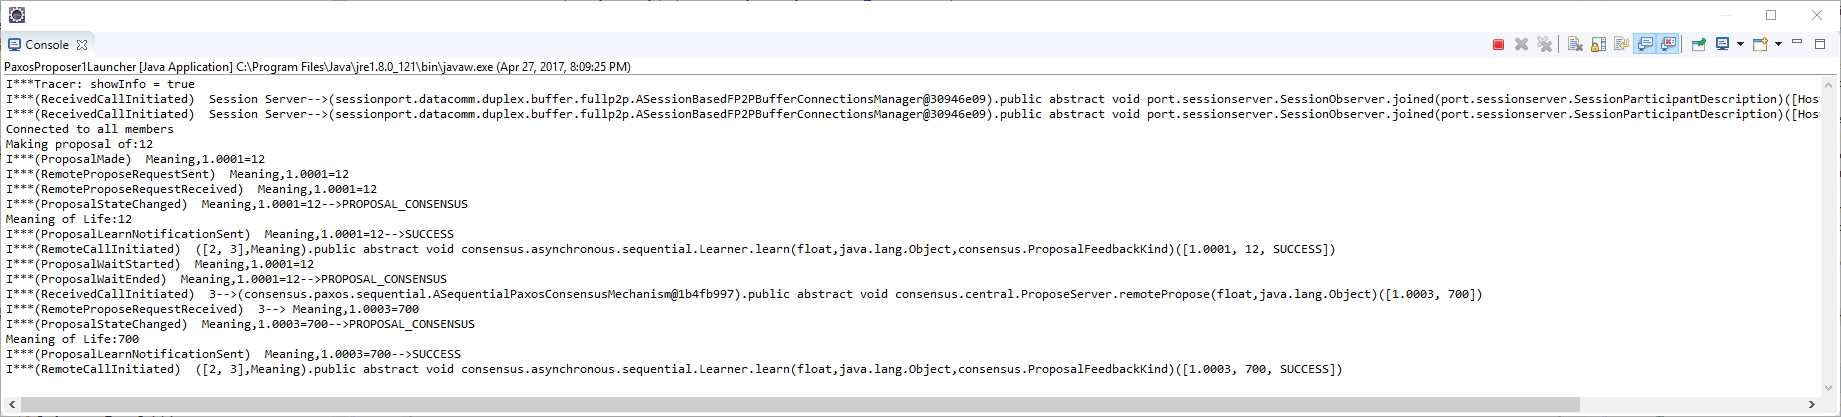 Console
PaxosProposer1Launcher [Java Application] C:\Program Files\Java\jre1.8.0_121\bin\javaw.exe (Apr 27, 2017, 8:09:25 PM)
I***Tracer: showInfo = true
I***(ReceivedCallInitiated)  Session Server-->(sessionport.datacomm.duplex.buffer.fullp2p.ASessionBasedFP2PBufferConnectionsManager@30946e09).public abstract void port.sessionserver.SessionObserver.joined(port.sessionserver.SessionParticipantDescription)([Host
I***(ReceivedCallInitiated)  Session Server-->(sessionport.datacomm.duplex.buffer.fullp2p.ASessionBasedFP2PBufferConnectionsManager@30946e09).public abstract void port.sessionserver.SessionObserver.joined(port.sessionserver.SessionParticipantDescription)([Host
Connected to all members
Making proposal of:12
I***(ProposalMade)  Meaning,1.0001=12
I***(RemoteProposeRequestSent)  Meaning,1.0001=12
I***(RemoteProposeRequestReceived)  Meaning,1.0001=12
I***(ProposalStateChanged)  Meaning,1.0001=12-->PROPOSAL_CONSENSUS
Meaning of Life:12
I***(ProposalLearnNotificationSent)  Meaning,1.0001=12-->SUCCESS
I***(RemoteCallInitiated)  ([2, 3],Meaning).public abstract void consensus.asynchronous.sequential.Learner.learn(float,java.lang.Object,consensus.ProposalFeedbackKind)([1.0001, 12, SUCCESS])
I***(ProposalWaitStarted)  Meaning,1.0001=12
I***(ProposalWaitEnded)  Meaning,1.0001=12-->PROPOSAL_CONSENSUS
I***(ReceivedCallInitiated)  3-->(consensus.paxos.sequential.ASequentialPaxosConsensusMechanism@1b4fb997).public abstract void consensus.central.ProposeServer.remotePropose(float,java.lang.Object)([1.0003, 700])
I***(RemoteProposeRequestReceived)  3--> Meaning,1.0003=700
I***(ProposalStateChanged)  Meaning,1.0003=700-->PROPOSAL_CONSENSUS
Meaning of Life:700
I***(ProposalLearnNotificationSent)  Meaning,1.0003=700-->SUCCESS
I***(RemoteCallInitiated)  ([2, 3],Meaning).public abstract void consensus.asynchronous.sequential.Learner.learn(float,java.lang.Object,consensus.ProposalFeedbackKind)([1.0003, 700, SUCCESS])